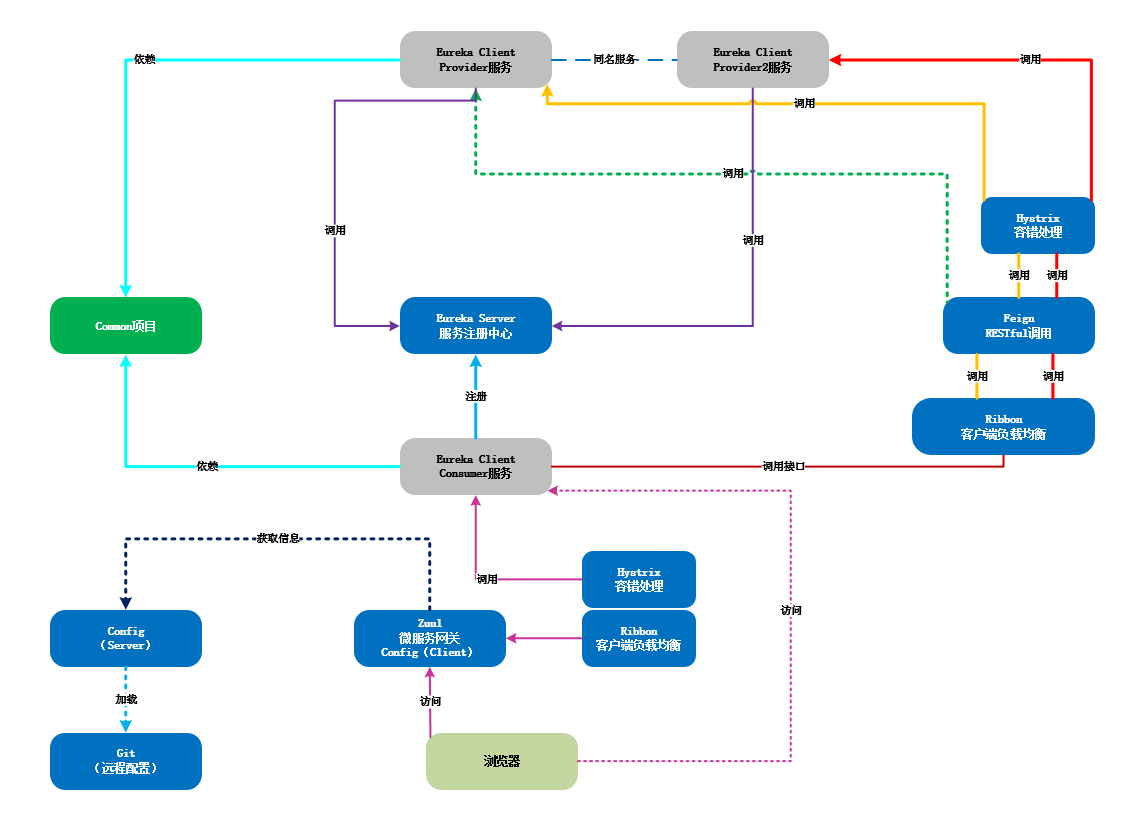 Eureka Client
Provider服务
同名服务
Eureka Client
Provider2服务
依赖
调用
调用
调用
调用
调用
Hystrix
容错处理
调用
调用
Common项目
Eureka Server
服务注册中心
Feign
RESTful调用
调用
调用
注册
Ribbon
客户端负载均衡
依赖
Eureka Client
Consumer服务
调用接口
获取信息
调用
Hystrix
容错处理
访问
Config
（Server）
Zuul
微服务网关
Config（Client）
Ribbon
客户端负载均衡
加载
访问
Git
（远程配置）
浏览器